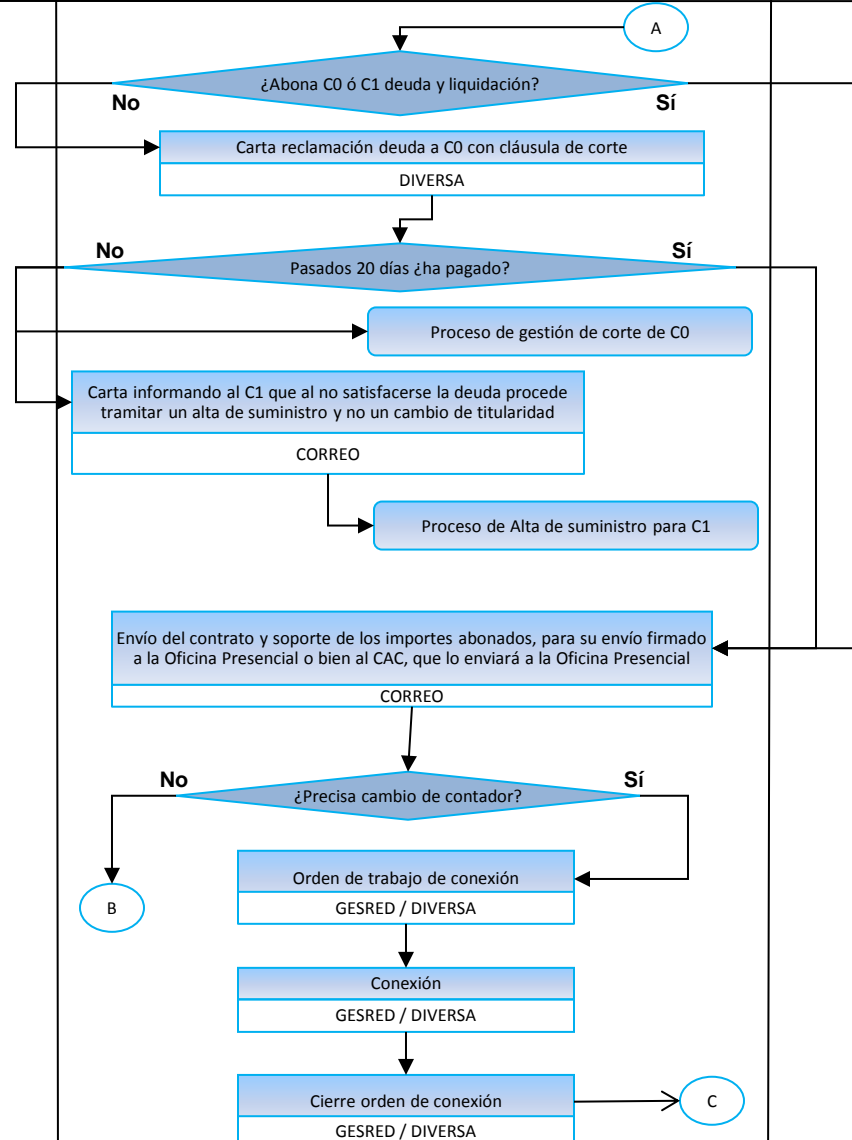 A
¿Abona C0 ó C1 deuda y liquidación?
No
Sí
Carta reclamación deuda a C0 con cláusula de corte
DIVERSA
No
Sí
Pasados 20 días ¿ha pagado?
Proceso de gestión de corte de C0
Carta informando al C1 que al no satisfacerse la deuda procede
tramitar un alta de suministro y no un cambio de titularidad
CORREO
Proceso de Alta de suministro para C1
Envío del contrato y soporte de los importes abonados, para su envío firmado
a la Oficina Presencial o bien al CAC, que lo enviará a la Oficina Presencial
CORREO
No
Sí
¿Precisa cambio de contador?
B
Orden de trabajo de conexión
GESRED / DIVERSA
Conexión
GESRED / DIVERSA
Cierre orden de conexión
C
GESRED / DIVERSA